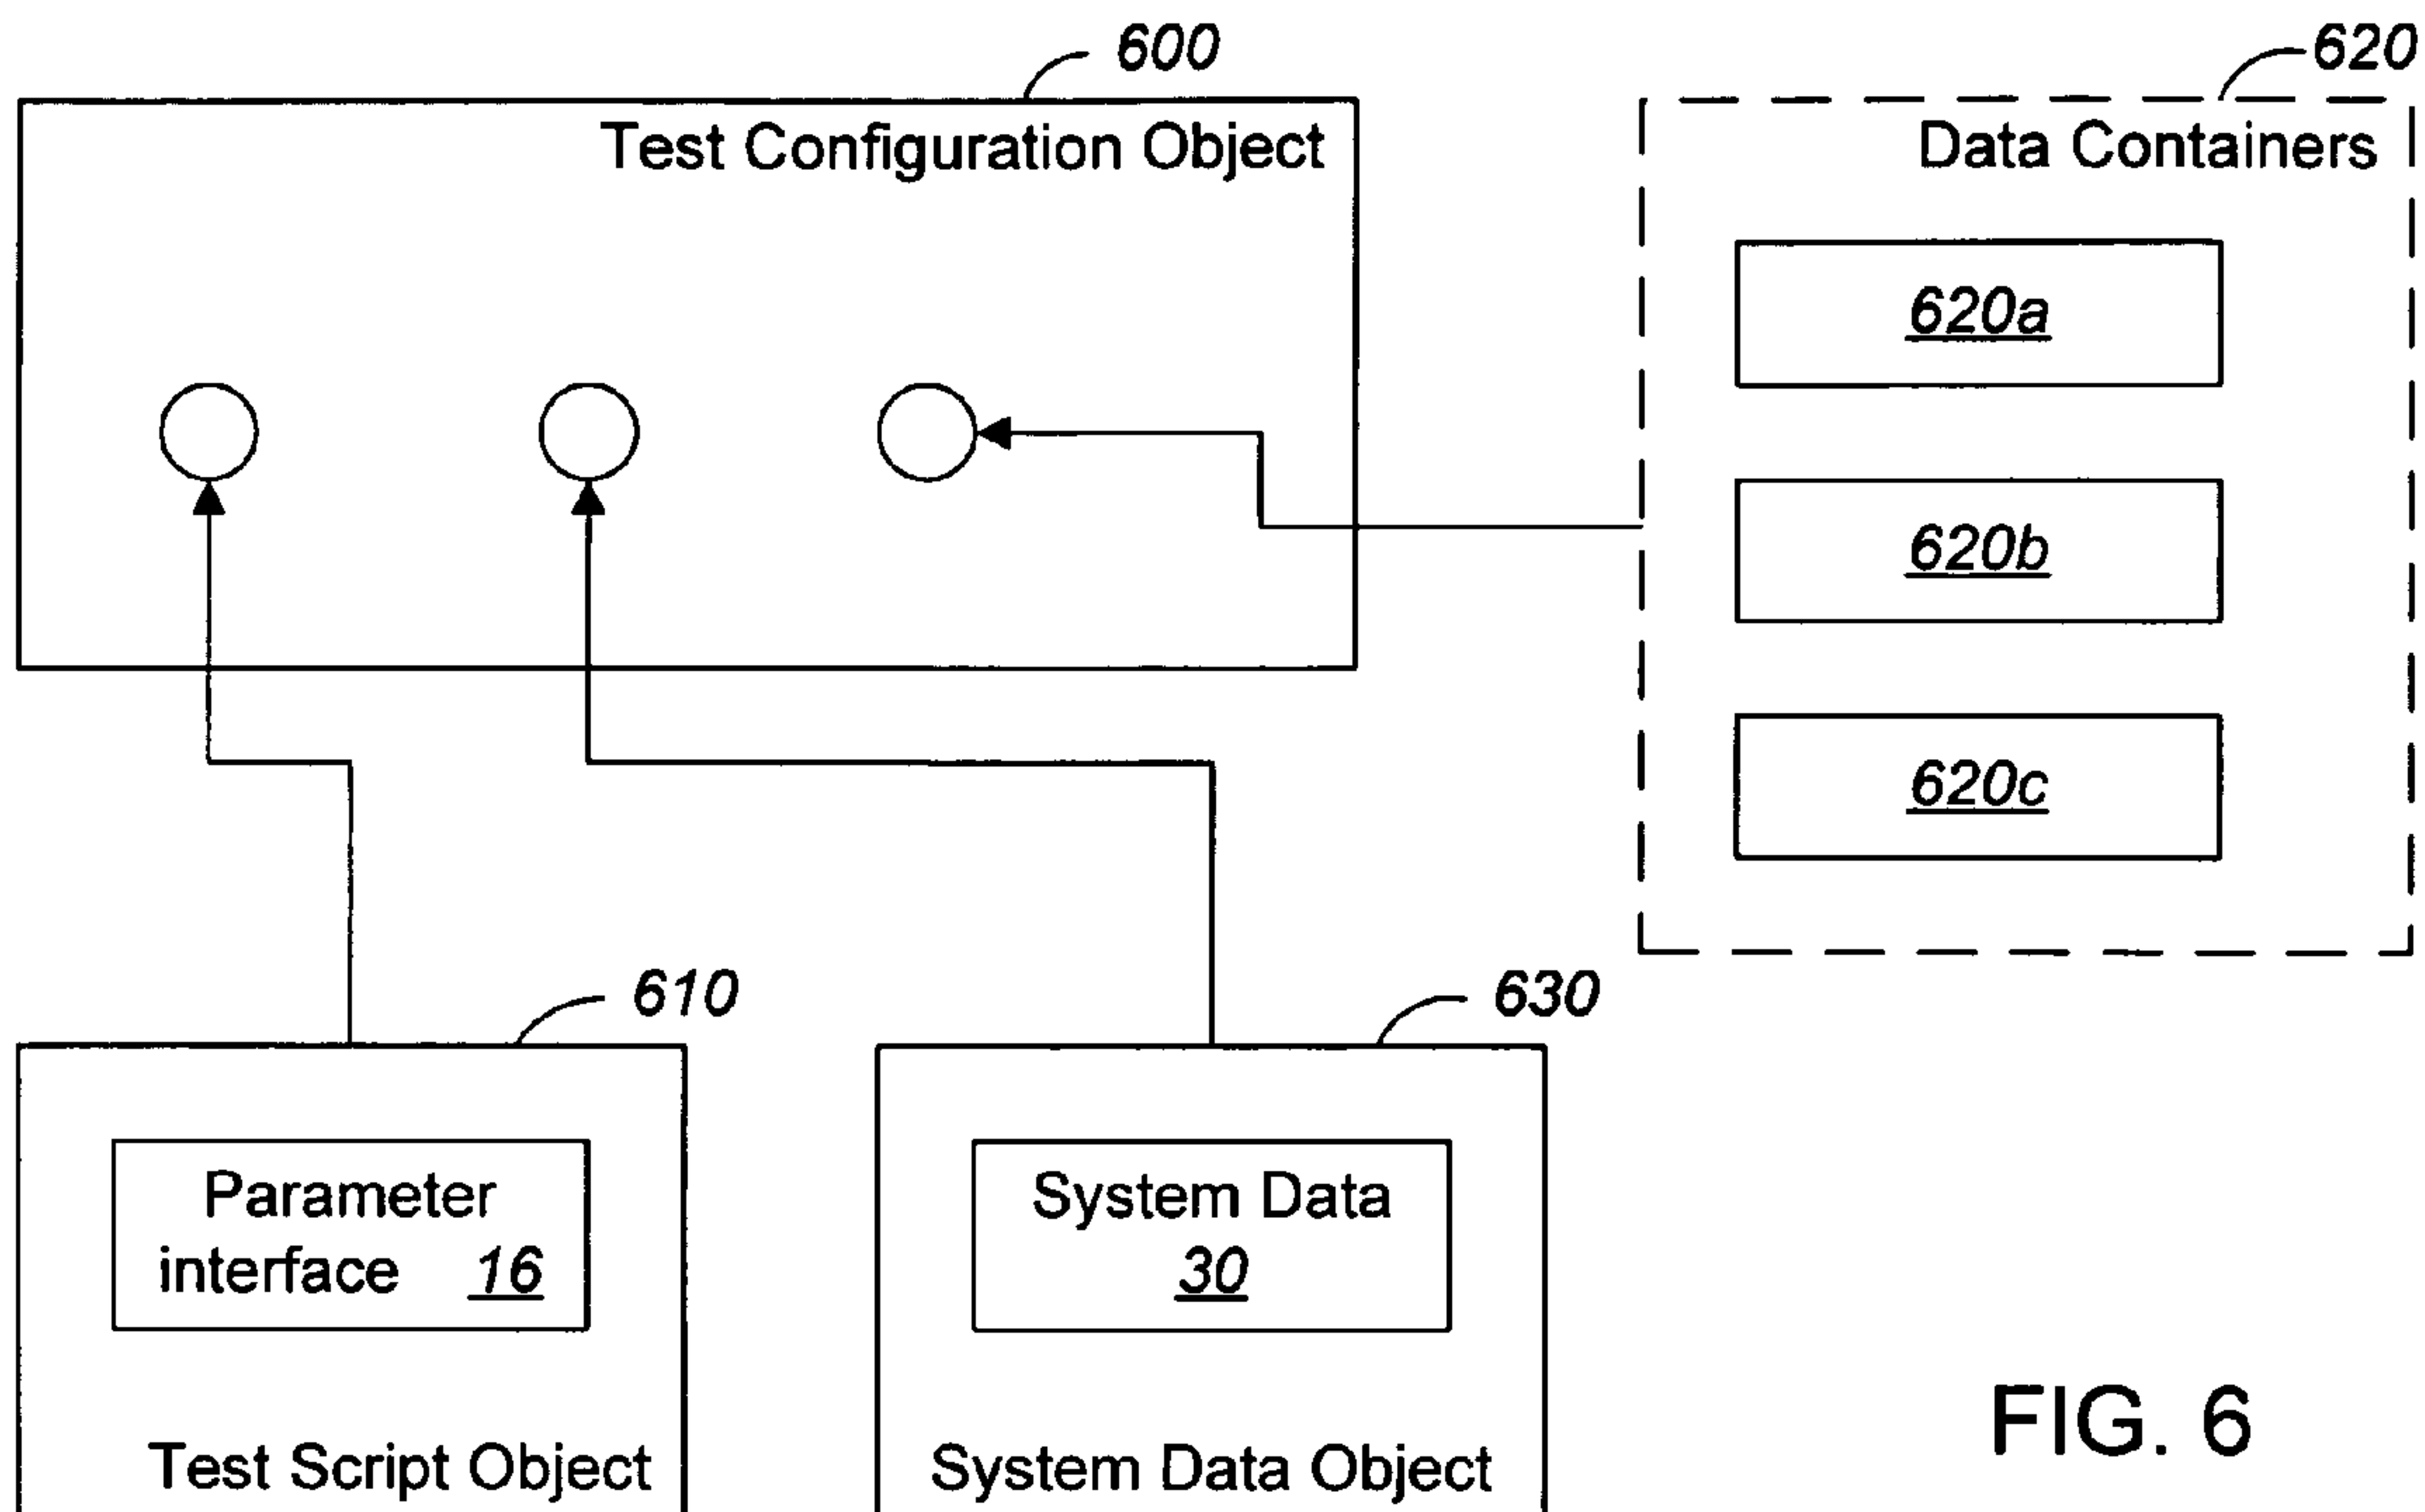 600
620
Test Configuration Object
Data Containers
620a
620b
620c
610
630
Parameter
interface 16
System Data
30
Test Script Object
System Data Object
FIG. 6